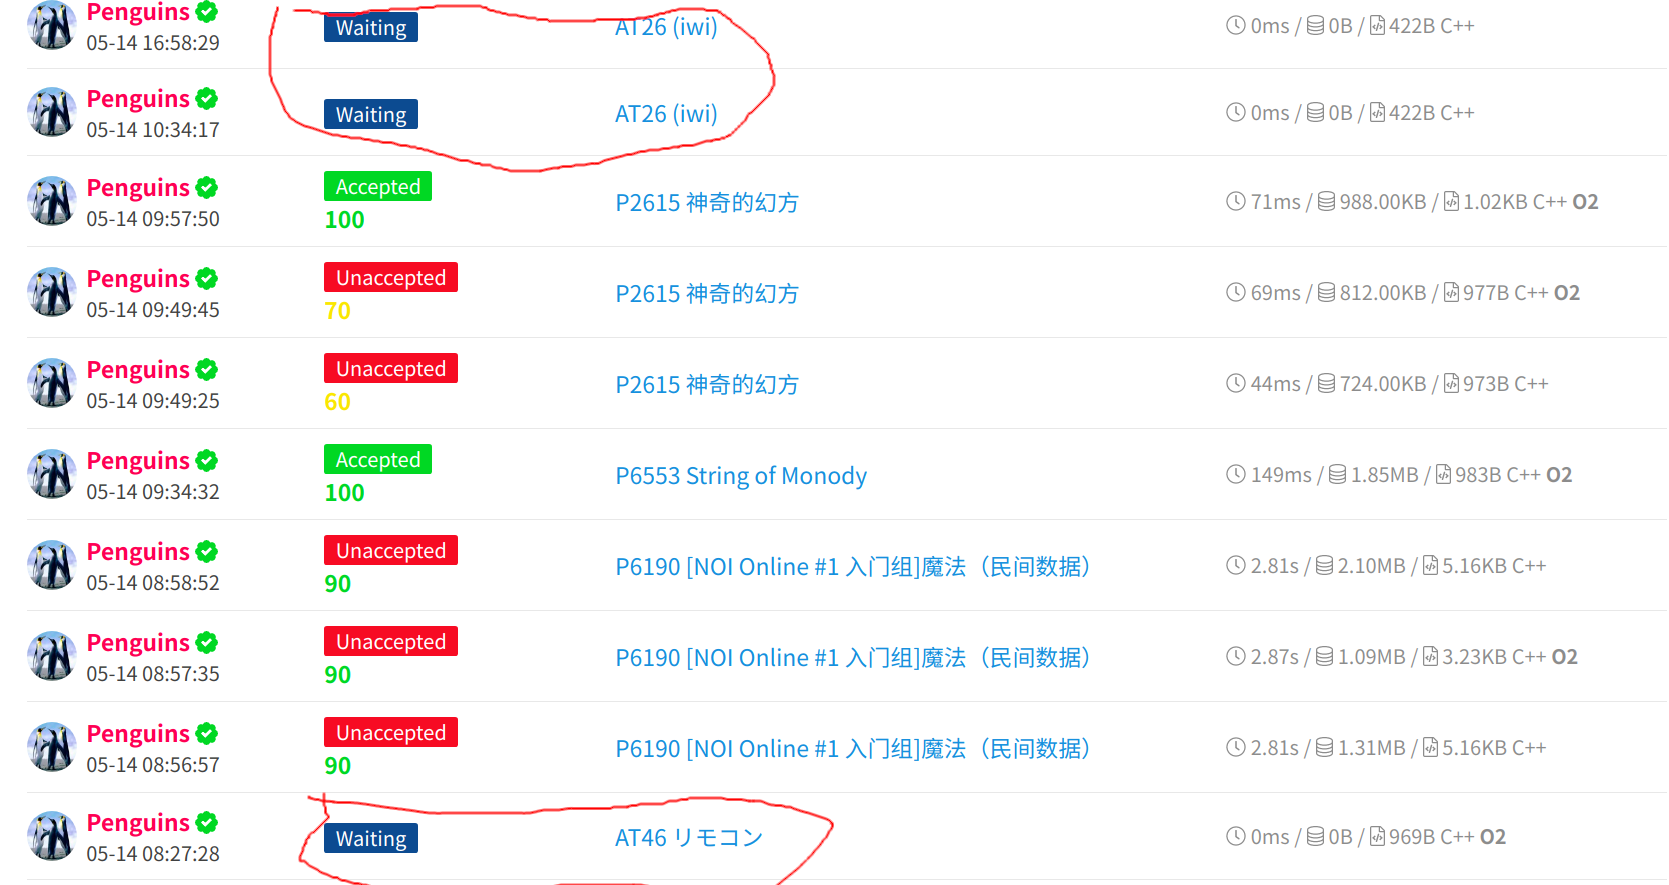 Penguins Waiting AT26 (iwi) 0ms / 0B / 422B C++
05-14 16:58:29
Penguins Waiting AT26 (iwi) 0ms / 0B / 422B C++
05-14 10:34:17
Penguins Accepted P2615 神奇的幻方 71ms / 988.00KB / 1.02KB C++ O2
05-14 09:57:50 100
Penguins Unaccepted P2615 神奇的幻方 69ms / 812.00KB / 977B C++ O2
05-14 09:49:45 70
Penguins Unaccepted P2615 神奇的幻方 44ms / 724.00KB / 973B C++
05-14 09:49:25 60
Penguins Accepted P6553 String of Monody 149ms / 1.85MB / 983B C++ O2
05-14 09:34:32 100
Penguins Unaccepted P6190 [NOI Online #1 入门组]魔法（民间数据） 2.81s / 2.10MB / 5.16KB C++
05-14 08:58:52 90
Penguins Unaccepted P6190 [NOI Online #1 入门组]魔法（民间数据） 2.87s / 1.09MB / 3.23KB C++ O2
05-14 08:57:35 90
Penguins Unaccepted P6190 [NOI Online #1 入门组]魔法（民间数据） 2.81s / 1.31MB / 5.16KB C++
05-14 08:56:57 90
Penguins Waiting AT46 リモコン 0ms / 0B / 969B C++ O2
05-14 08:27:28